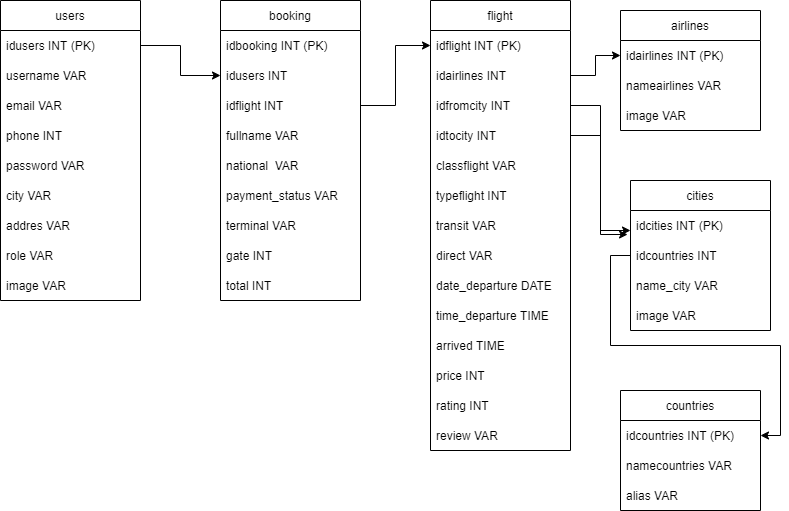 users
idusers INT (PK)
username VAR
email VAR
phone INT
password VAR
city VAR
addres VAR
role VAR
image VAR
booking
idbooking INT (PK)
idusers INT
idflight INT
fullname VAR
national  VAR
payment_status VAR
terminal VAR
gate INT
total INT
flight
idflight INT (PK)
idairlines INT
idfromcity INT
idtocity INT
classflight VAR
typeflight INT
transit VAR
direct VAR
date_departure DATE
time_departure TIME
arrived TIME
price INT
rating INT
review VAR
airlines
idairlines INT (PK)
nameairlines VAR
image VAR
cities
idcities INT (PK)
idcountries INT
name_city VAR
image VAR
countries
idcountries INT (PK)
namecountries VAR
alias VAR